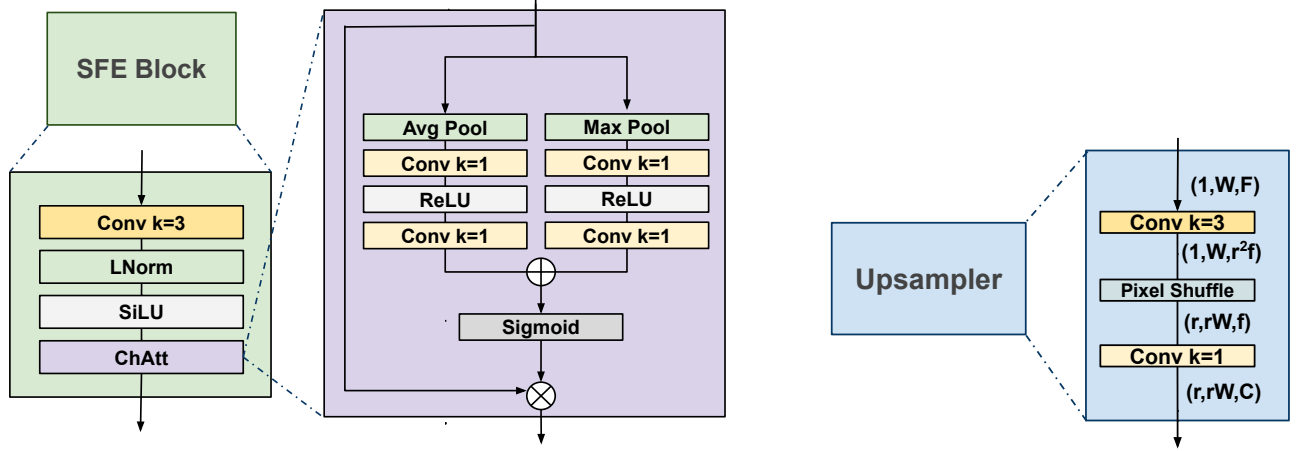 SFE Block
Conv k=3
LNorm
SiLU
ChAtt
Avg Pool
Conv k=1
ReLU
Conv k=1
Max Pool
Conv k=1
ReLU
Conv k=1
Sigmoid
Upsampler
(1,W,F)
Conv k=3
(1,W,r²f)
Pixel Shuffle
(r,rW,f)
Conv k=1
(r,rW,C)